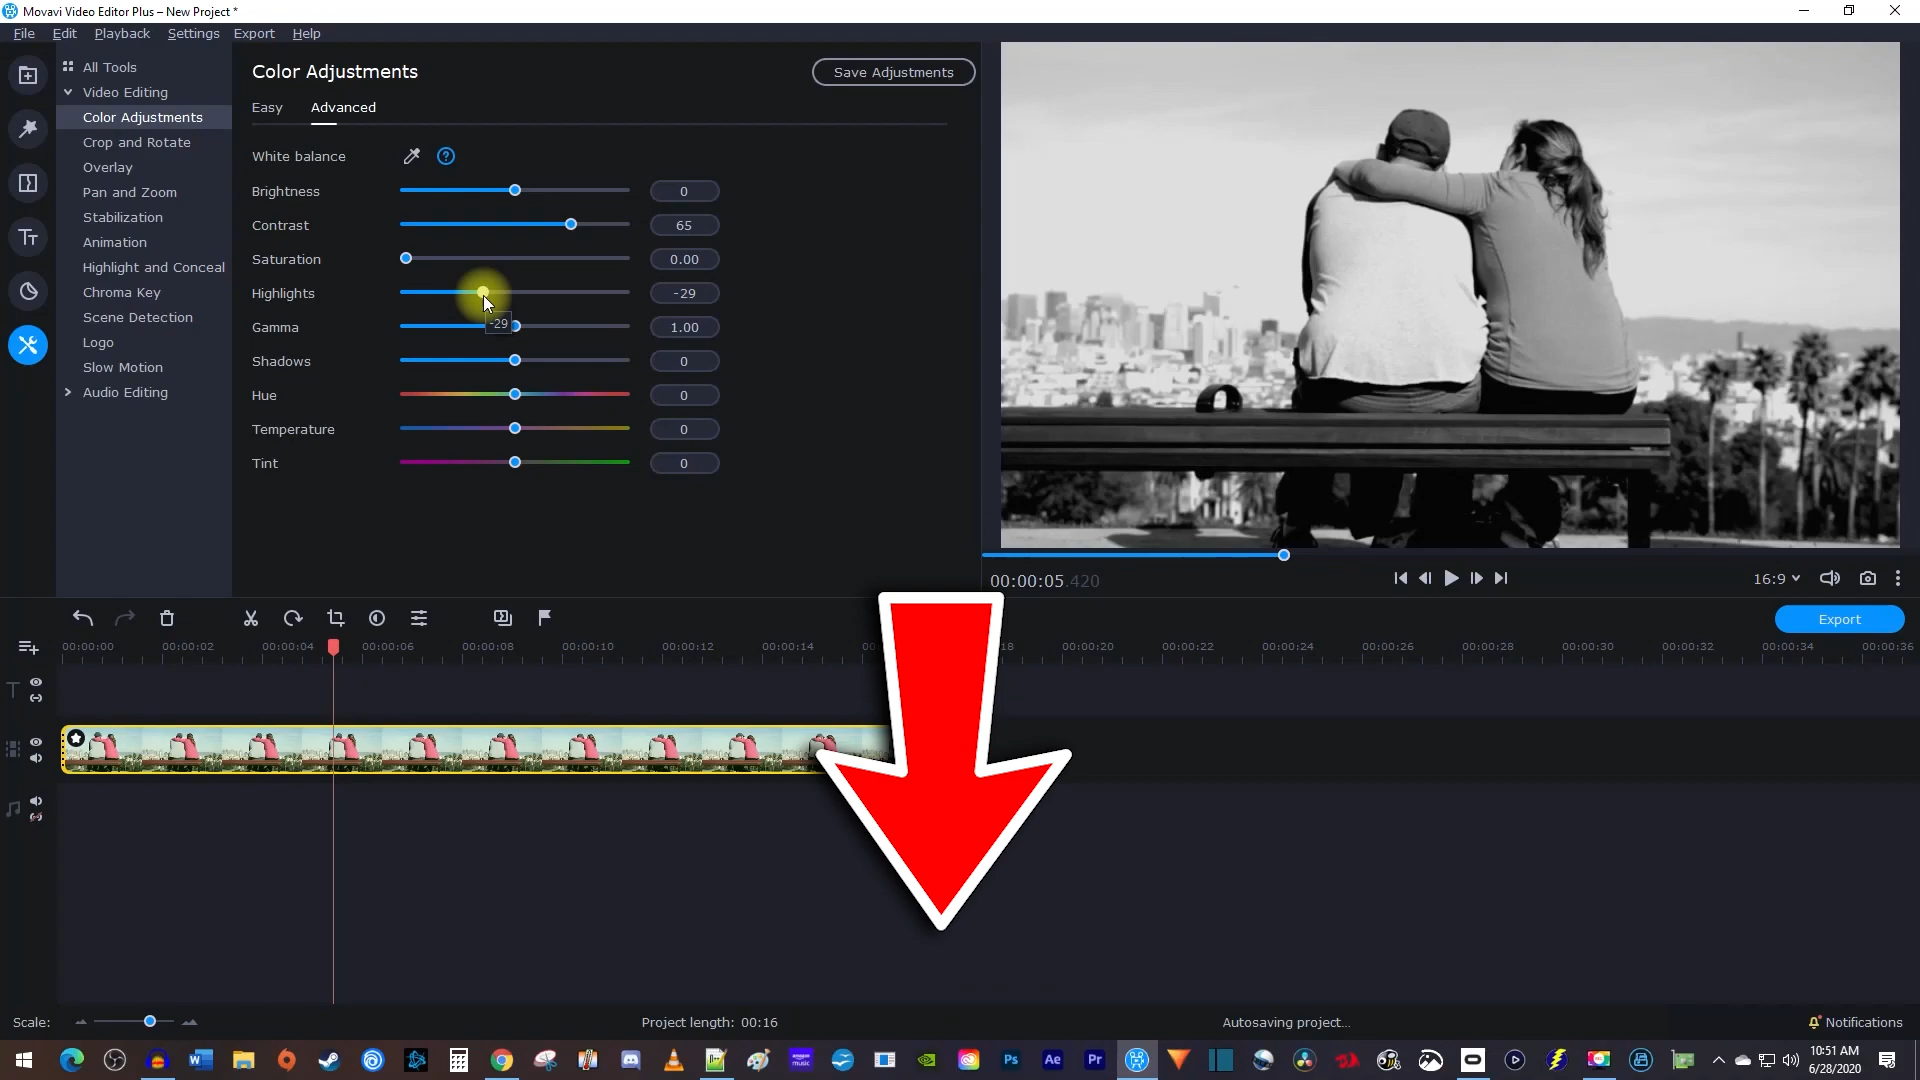 Movavi Video Editor Plus – New Project *
File Edit Playback Settings Export Help
All Tools
Video Editing
Color Adjustments
Crop and Rotate
Overlay
Pan and Zoom
Stabilization
Animation
Highlight and Conceal
Chroma Key
Scene Detection
Logo
Slow Motion
Audio Editing
Color Adjustments
Save Adjustments
Easy Advanced
White balance ?
Brightness 0
Contrast 65
Saturation 0.00
Highlights -29
-29
Gamma 1.00
Shadows 0
Hue 0
Temperature 0
Tint 0
00:00:05.420
16:9
Export
00:00:00 00:00:02 00:00:04 00:00:06 00:00:08 00:00:10 00:00:12 00:00:14 18 00:00:20 00:00:22 00:00:24 00:00:26 00:00:28 00:00:30 00:00:32 00:00:34 00:00:36
Scale:
Project length: 00:16
Autosaving project...
Notifications
Ps Ae Pr
10:51 AM
6/28/2020